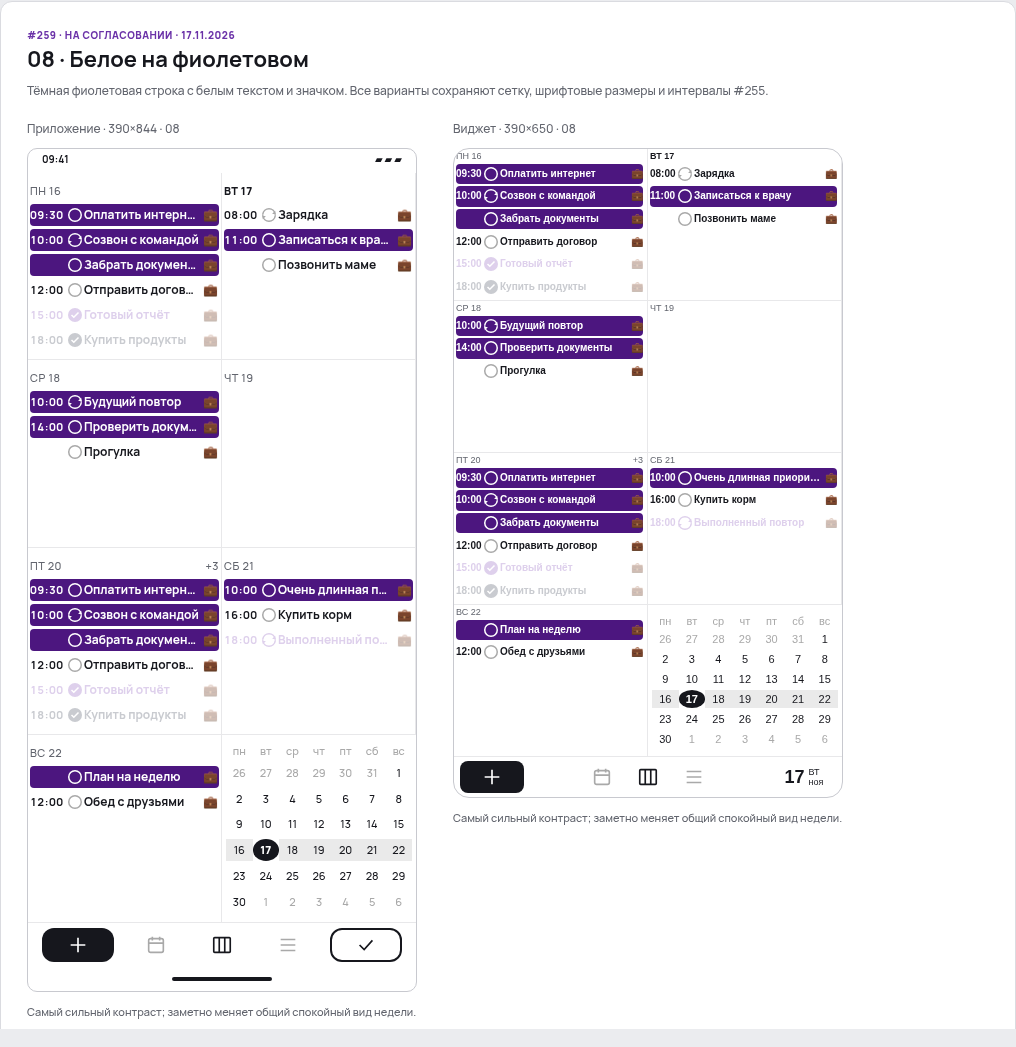 #259 · НА СОГЛАСОВАНИИ · 17.11.2026
08 · Белое на фиолетовом
Тёмная фиолетовая строка с белым текстом и значком. Все варианты сохраняют сетку, шрифтовые размеры и интервалы #255.
Приложение · 390×844 · 08
09:41
ПН 16
09:30 Оплатить интерн…
10:00 Созвон с командой
Забрать докумен…
12:00 Отправить догов…
15:00 Готовый отчёт
18:00 Купить продукты
ВТ 17
08:00 Зарядка
11:00 Записаться к вра…
Позвонить маме
СР 18
10:00 Будущий повтор
14:00 Проверить докум…
Прогулка
ЧТ 19
ПТ 20 +3
09:30 Оплатить интерн…
10:00 Созвон с командой
Забрать докумен…
12:00 Отправить догов…
15:00 Готовый отчёт
18:00 Купить продукты
СБ 21
10:00 Очень длинная п…
16:00 Купить корм
18:00 Выполненный по…
ВС 22
План на неделю
12:00 Обед с друзьями
пн вт ср чт пт сб вс
26 27 28 29 30 31 1
2 3 4 5 6 7 8
9 10 11 12 13 14 15
16 17 18 19 20 21 22
23 24 25 26 27 28 29
30 1 2 3 4 5 6
Самый сильный контраст; заметно меняет общий спокойный вид недели.
Виджет · 390×650 · 08
ПН 16
09:30 Оплатить интернет
10:00 Созвон с командой
Забрать документы
12:00 Отправить договор
15:00 Готовый отчёт
18:00 Купить продукты
ВТ 17
08:00 Зарядка
11:00 Записаться к врачу
Позвонить маме
СР 18
10:00 Будущий повтор
14:00 Проверить документы
Прогулка
ЧТ 19
ПТ 20 +3
09:30 Оплатить интернет
10:00 Созвон с командой
Забрать документы
12:00 Отправить договор
15:00 Готовый отчёт
18:00 Купить продукты
СБ 21
10:00 Очень длинная приори…
16:00 Купить корм
18:00 Выполненный повтор
ВС 22
План на неделю
12:00 Обед с друзьями
пн вт ср чт пт сб вс
26 27 28 29 30 31 1
2 3 4 5 6 7 8
9 10 11 12 13 14 15
16 17 18 19 20 21 22
23 24 25 26 27 28 29
30 1 2 3 4 5 6
17 ВТ
ноя
Самый сильный контраст; заметно меняет общий спокойный вид недели.